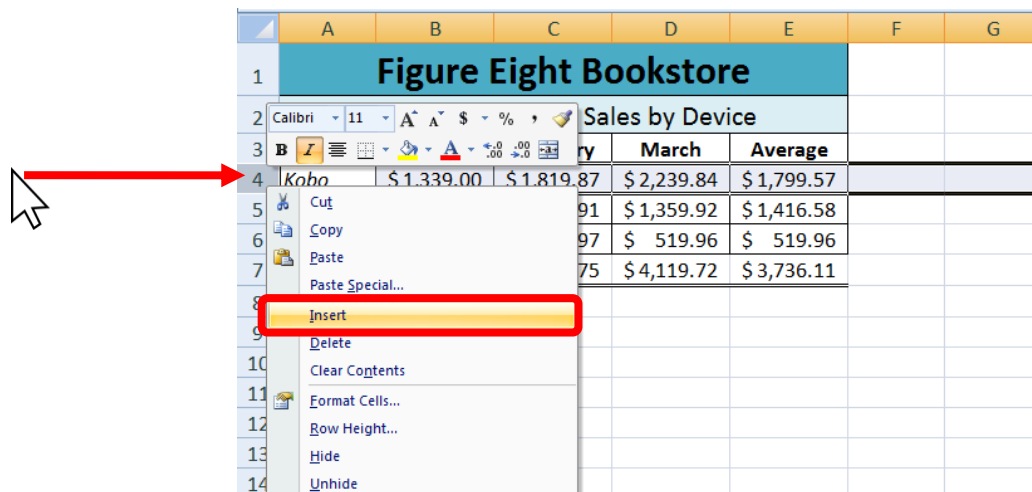 A B C D E F G
1 Figure Eight Bookstore
2 Sales by Device
Calibri 11 A A $ % ,
B I A .00 .00 a
3 ry March Average
4 Kobo $ 1,339.00 $ 1,819.87 $ 2,239.84 $ 1,799.57
5 Cut 91 $ 1,359.92 $ 1,416.58
6 Copy 97 $ 519.96 $ 519.96
7 Paste 75 $ 4,119.72 $ 3,736.11
Paste Special...
8
Insert
9
Delete
10
Clear Contents
11
Format Cells...
12
Row Height...
13
Hide
14
Unhide